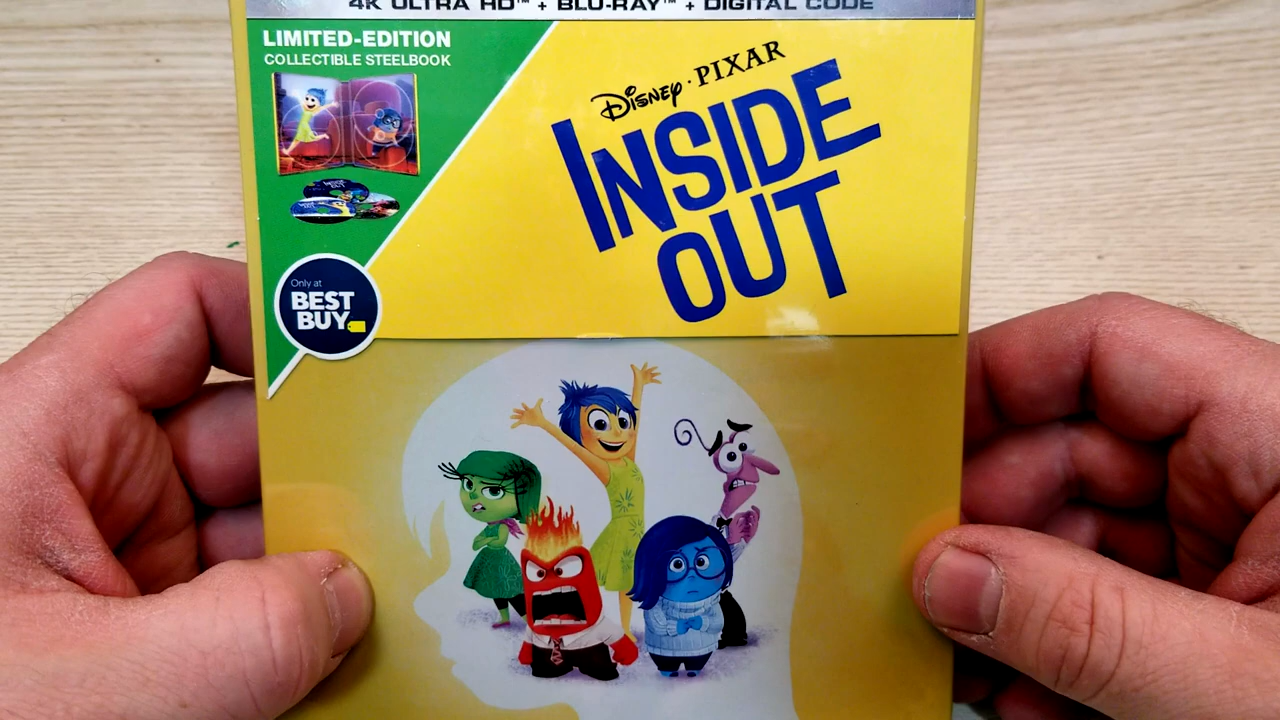 4K ULTRA HD™ + BLU-RAY™ + DIGITAL CODE
LIMITED-EDITION
COLLECTIBLE STEELBOOK
Disney · PIXAR
INSIDE
OUT
Only at
BEST
BUY